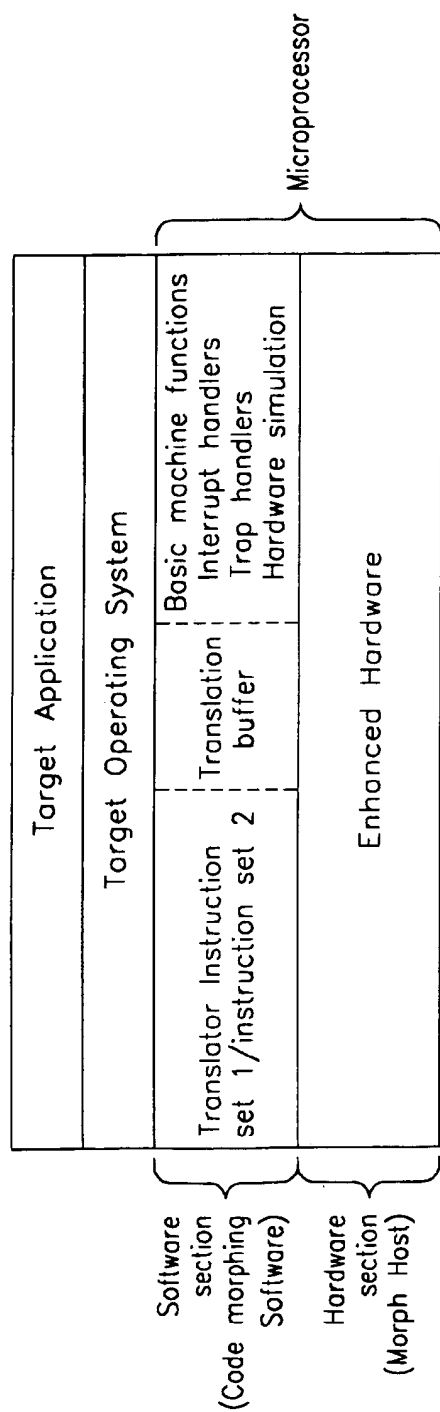 Target Application
Target Operating System
Software
section
(Code morphing
Software)
Translator Instruction
set 1/instruction set 2
Translation
buffer
Basic machine functions
Interrupt handlers
Trap handlers
Hardware simulation
Microprocessor
Hardware
section
(Morph Host)
Enhanced Hardware